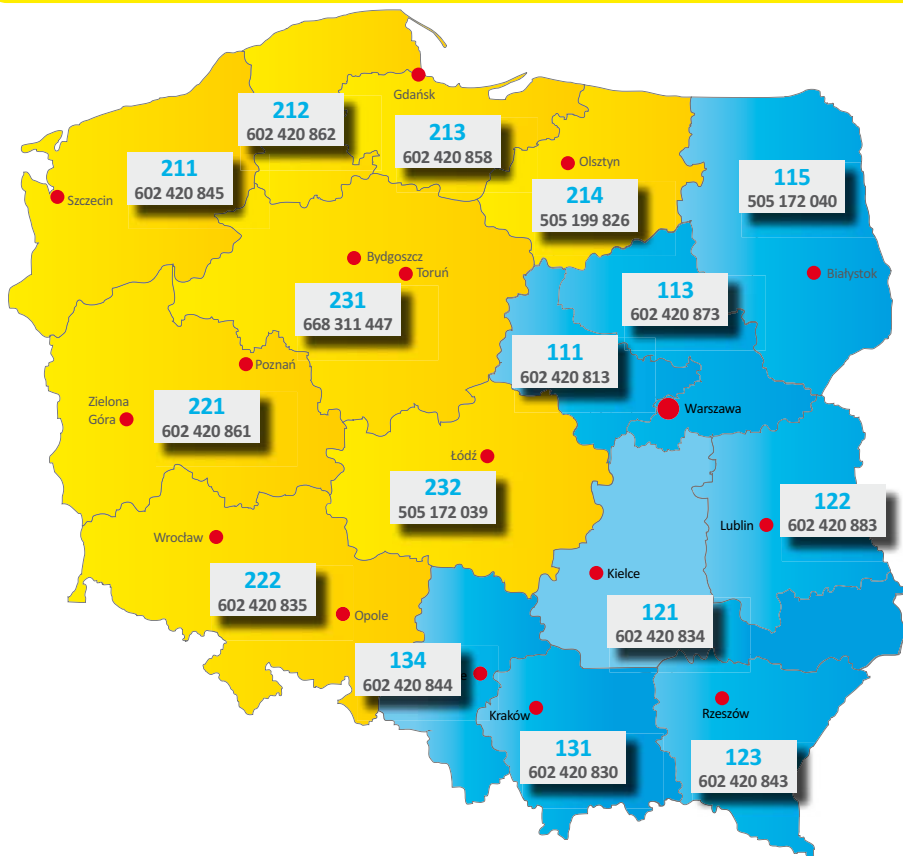 Gdańsk
212
602 420 862
213
602 420 858
Olsztyn
211
602 420 845
214
505 199 826
115
505 172 040
Szczecin
Bydgoszcz
Toruń
Białystok
231
668 311 447
113
602 420 873
111
602 420 813
Poznań
Zielona
Góra
221
602 420 861
Warszawa
Łódź
232
505 172 039
122
602 420 883
Lublin
Wrocław
Kielce
222
602 420 835
Opole
121
602 420 834
134
602 420 844
Kraków
Rzeszów
131
602 420 830
123
602 420 843